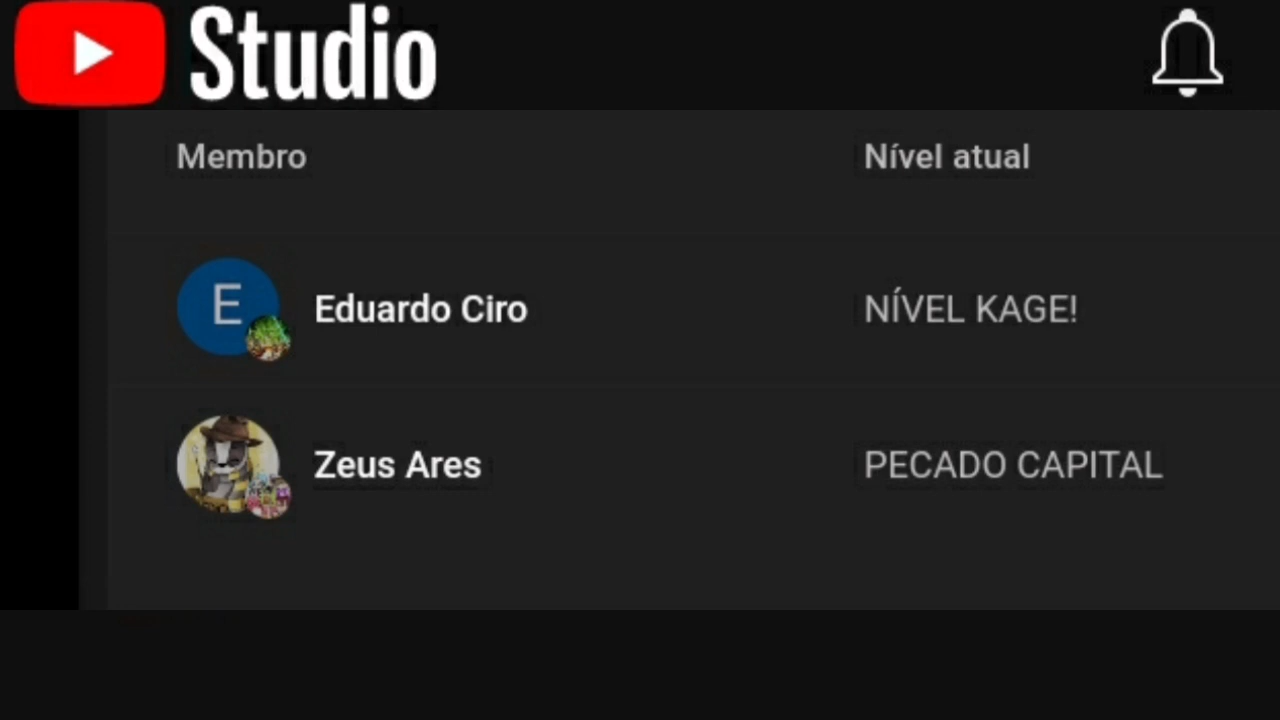 Studio
Membro Nível atual
E Eduardo Ciro NÍVEL KAGE!
Zeus Ares PECADO CAPITAL